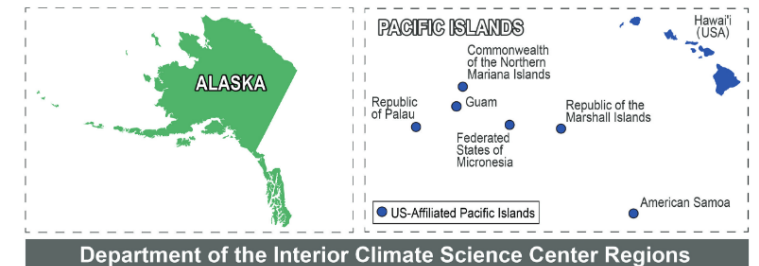 ALASKA
PACIFIC ISLANDS
Hawai'i
(USA)
Commonwealth
of the Northern
Mariana Islands
Republic
of Palau
Guam
Republic of the
Marshall Islands
Federated
States of
Micronesia
American Samoa
US-Affiliated Pacific Islands
Department of the Interior Climate Science Center Regions